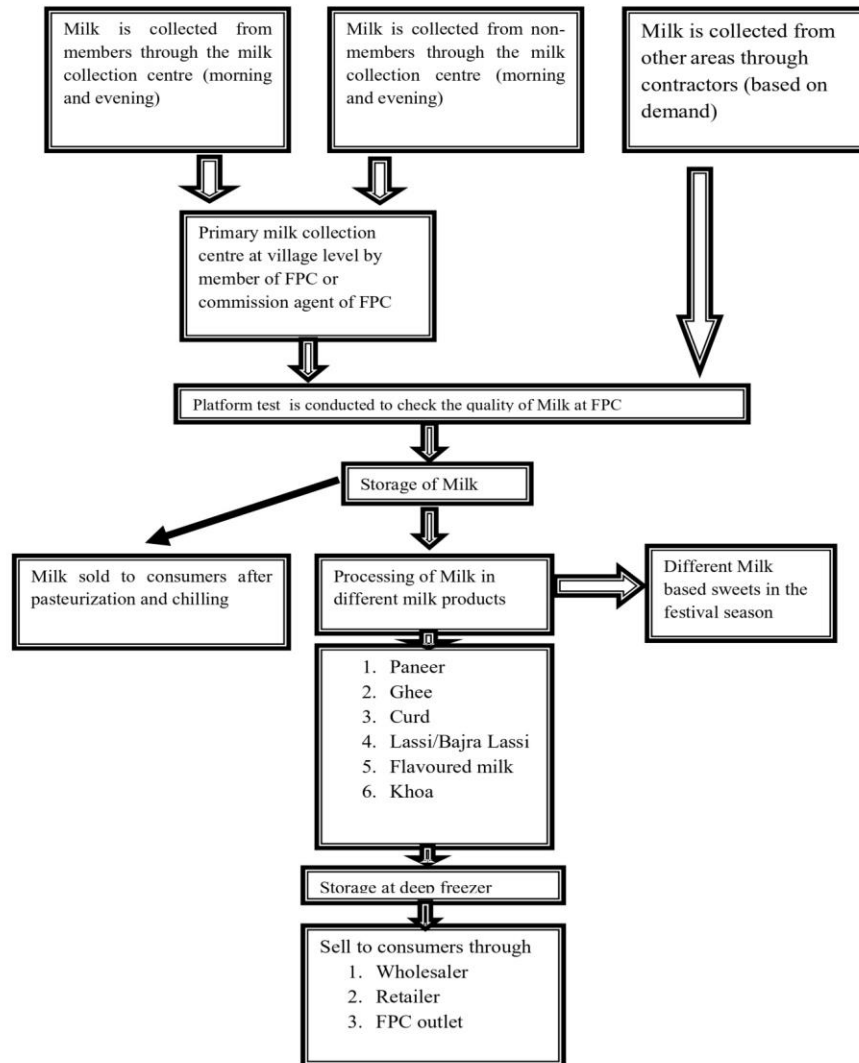 Milk is collected from
members through the milk
collection centre (morning
and evening)
Milk is collected from non-
members through the milk
collection centre (morning
and evening)
Milk is collected from
other areas through
contractors (based on
demand)
Primary milk collection
centre at village level by
member of FPC or
commission agent of FPC
Platform test is conducted to check the quality of Milk at FPC
Storage of Milk
Milk sold to consumers after
pasteurization and chilling
Processing of Milk in
different milk products
Different Milk
based sweets in the
festival season
1. Paneer
2. Ghee
3. Curd
4. Lassi/Bajra Lassi
5. Flavoured milk
6. Khoa
Storage at deep freezer
Sell to consumers through
1. Wholesaler
2. Retailer
3. FPC outlet